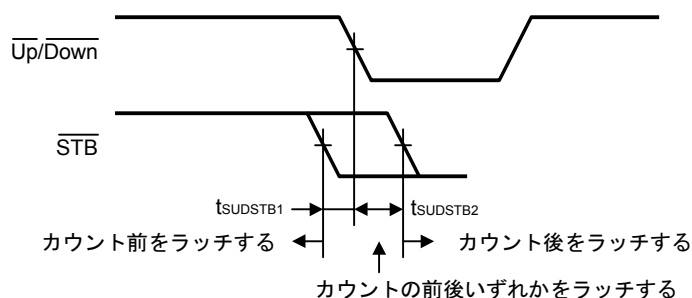 Up/Down
STB
tSUDSTB1
tSUDSTB2
カウント前をラッチする
カウント後をラッチする
カウントの前後いずれかをラッチする